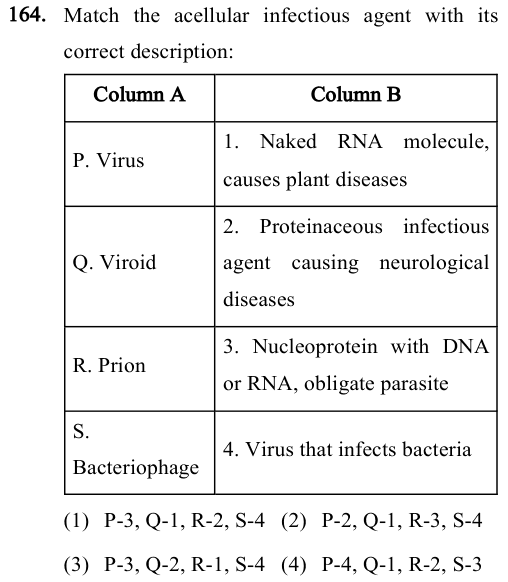 164. Match the acellular infectious agent with its
correct description:
Column A
Column B
P. Virus
1. Naked RNA molecule,
causes plant diseases
Q. Viroid
2. Proteinaceous infectious
agent causing neurological
diseases
R. Prion
3. Nucleoprotein with DNA
or RNA, obligate parasite
S.
Bacteriophage
4. Virus that infects bacteria
(1) P-3, Q-1, R-2, S-4 (2) P-2, Q-1, R-3, S-4
(3) P-3, Q-2, R-1, S-4 (4) P-4, Q-1, R-2, S-3